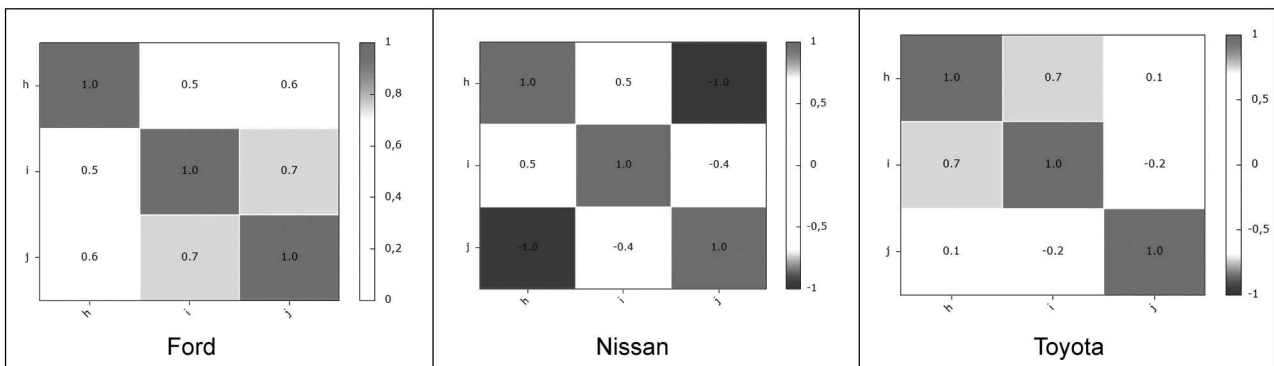 1
h 1.0 0.5 0.6
0,8
0,6
i 0.5 1.0 0.7
0,4
0,2
j 0.6 0.7 1.0
0
h i j
Ford
1
h 1.0 0.5 -1.0
0,5
i 0.5 1.0 -0.4
0
-0,5
j -1.0 -0.4 1.0
-1
h i j
Nissan
1
h 1.0 0.7 0.1
0,5
i 0.7 1.0 -0.2
0
-0,5
j 0.1 -0.2 1.0
-1
h i j
Toyota